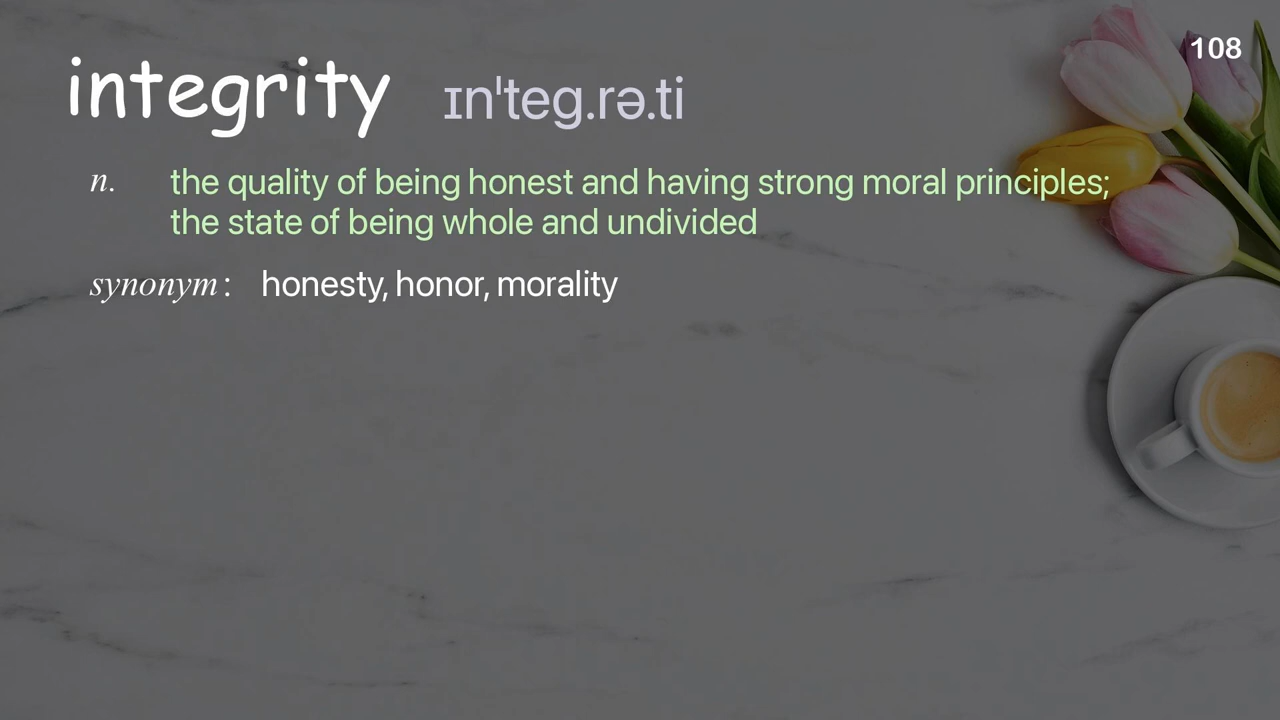 108
integrity ɪnˈteg.rə.ti
n. the quality of being honest and having strong moral principles;
the state of being whole and undivided
synonym : honesty, honor, morality